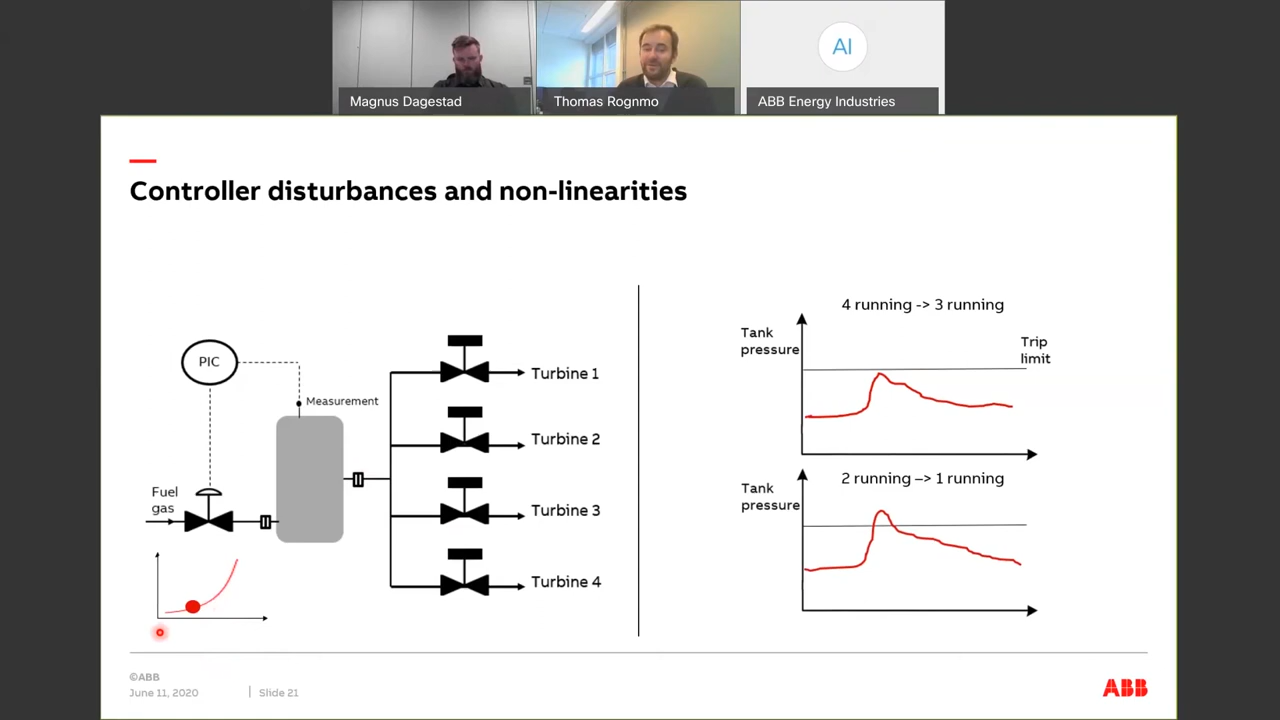 Magnus Dagestad
Thomas Rognmo
AI
ABB Energy Industries
Controller disturbances and non-linearities
PIC
Measurement
Fuel
gas
Turbine 1
Turbine 2
Turbine 3
Turbine 4
4 running -> 3 running
Tank
pressure
Trip
limit
2 running –> 1 running
Tank
pressure
©ABB
June 11, 2020
Slide 21
ABB